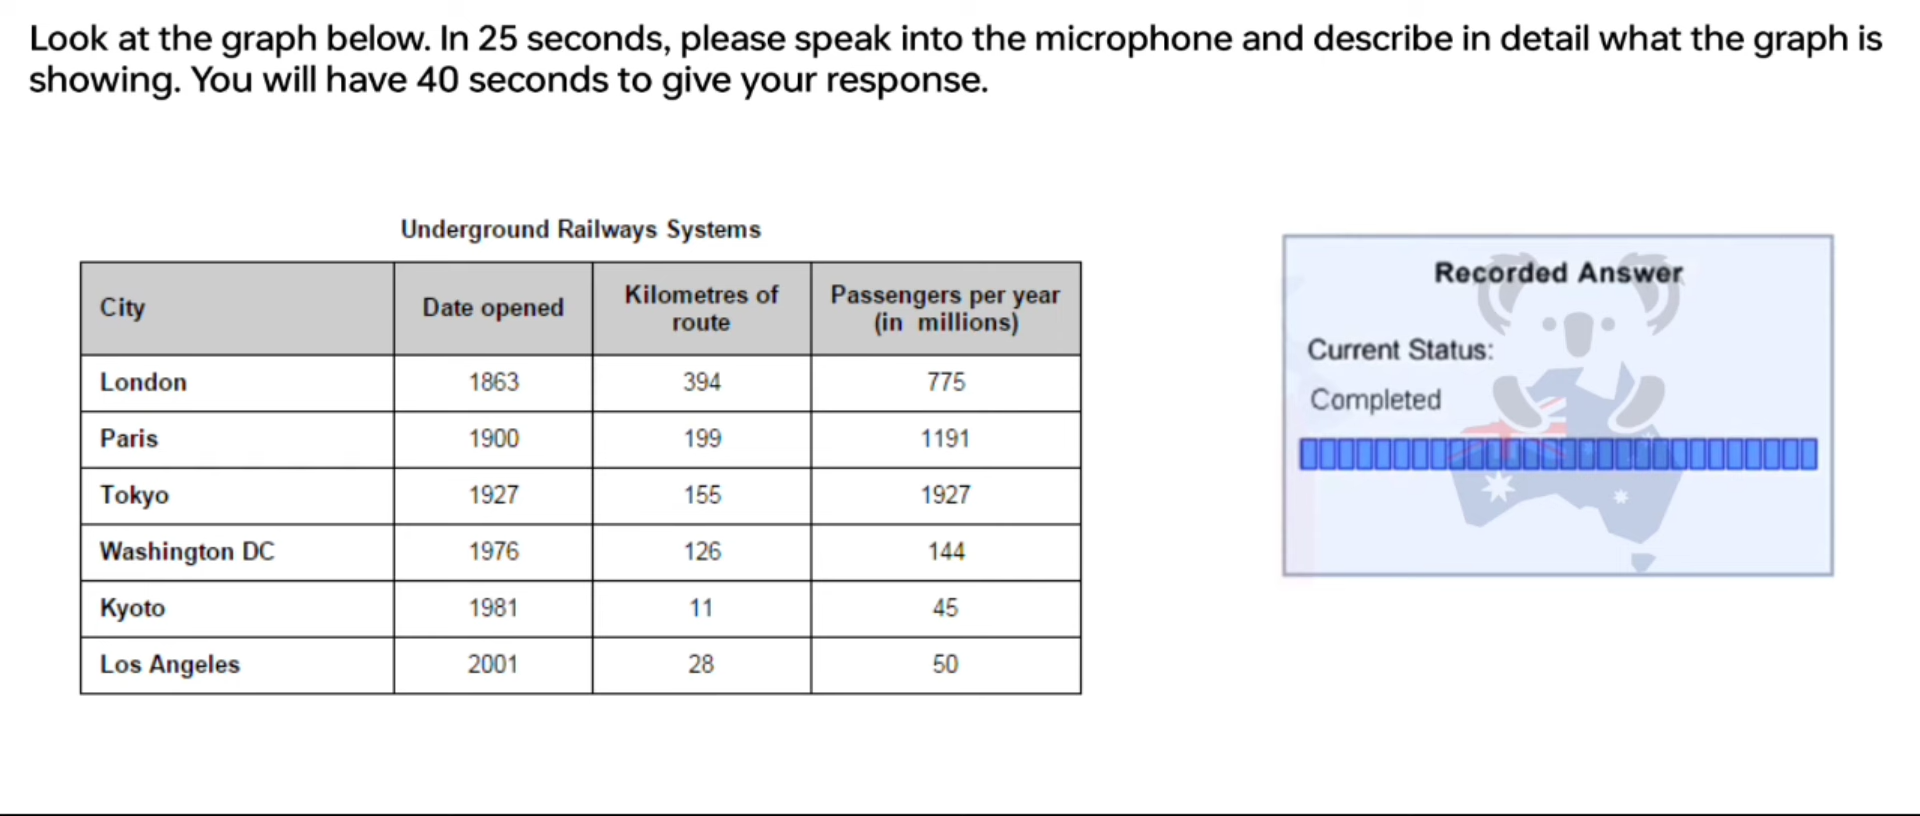 Look at the graph below. In 25 seconds, please speak into the microphone and describe in detail what the graph is
showing. You will have 40 seconds to give your response.
Underground Railways Systems
City Date opened Kilometres of route Passengers per year (in millions)
London 1863 394 775
Paris 1900 199 1191
Tokyo 1927 155 1927
Washington DC 1976 126 144
Kyoto 1981 11 45
Los Angeles 2001 28 50
Recorded Answer
Current Status:
Completed